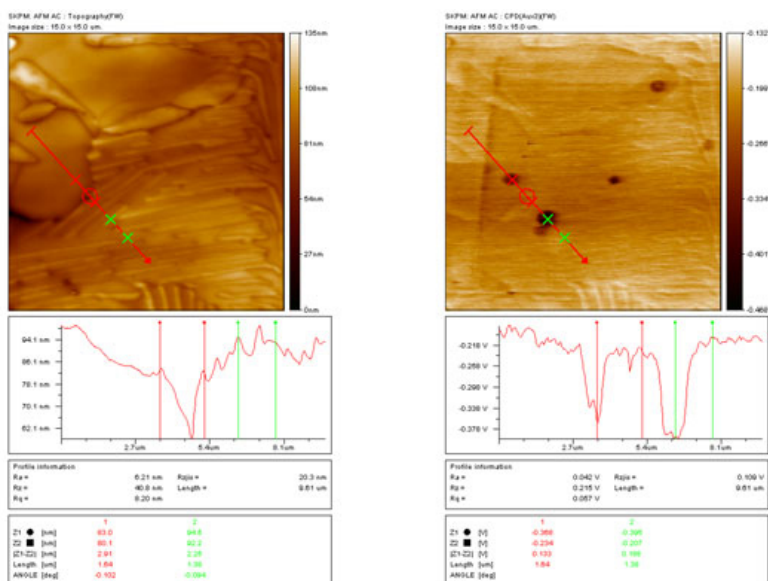 SKPM: AFM AC : Topography(FW)
Image size : 15.0 x 15.0 um.
135nm
108nm
81nm
54nm
27nm
0nm
94.1 nm
86.1 nm
78.1 nm
70.1 nm
62.1 nm
2.7um
5.4um
8.1um
Profile information
Ra = 6.21 nm Rzjis = 20.3 nm
Rz = 40.8 nm Length = 9.61 um
Rq = 8.20 nm
1 2
Z1 [nm] 83.0
Z2 [nm] 80.1 92.2
|Z1-Z2| [nm] 2.91 2.25
Length [um] 1.64 1.38
ANGLE [deg] -0.102 -0.094
SKPM: AFM AC : CPD(Aux2)(FW)
Image size : 15.0 x 15.0 um.
-0.132
-0.199
-0.266
-0.334
-0.401
-0.468
-0.218 V
-0.258 V
-0.298 V
-0.338 V
-0.378 V
2.7um
5.4um
8.1um
Profile information
Ra = 0.042 V Rzjis = 0.109 V
Rz = 0.215 V Length = 9.61 um
Rq = 0.057 V
1 2
Z1 [V] -0.368
Z2 [V] -0.234 -0.207
|Z1-Z2| [V] 0.133
Length [um] 1.64 1.38
ANGLE [deg]